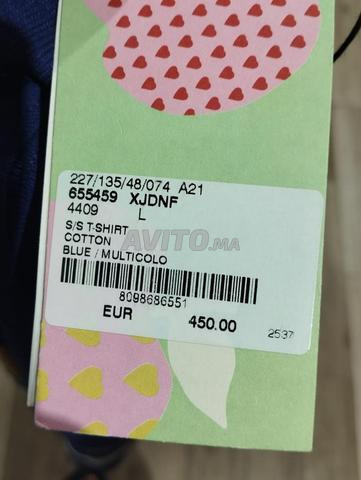 227/135/48/074 A21
655459 XJDNF
4409 L
S/S T-SHIRT
COTTON
BLUE / MULTICOLO
AVITO.ma
8098686551
EUR 450.00
2537